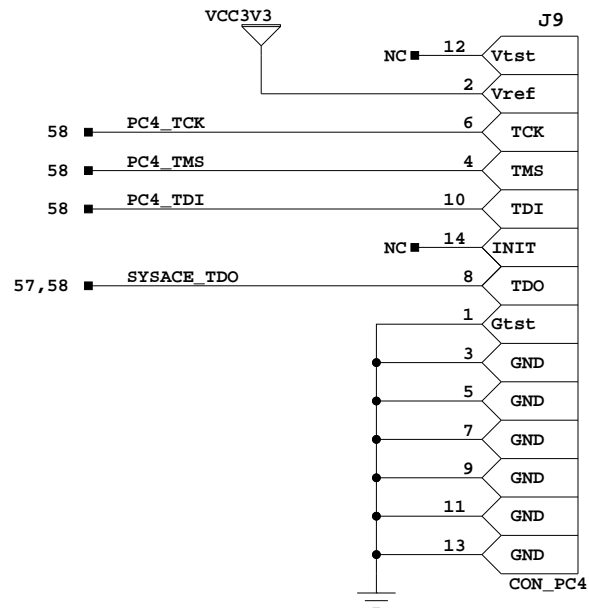 VCC3V3
J9
NC 12 Vtst
2 Vref
58 PC4_TCK 6 TCK
58 PC4_TMS 4 TMS
58 PC4_TDI 10 TDI
NC 14 INIT
57,58 SYSACE_TDO 8 TDO
1 Gtst
3 GND
5 GND
7 GND
9 GND
11 GND
13 GND
CON_PC4